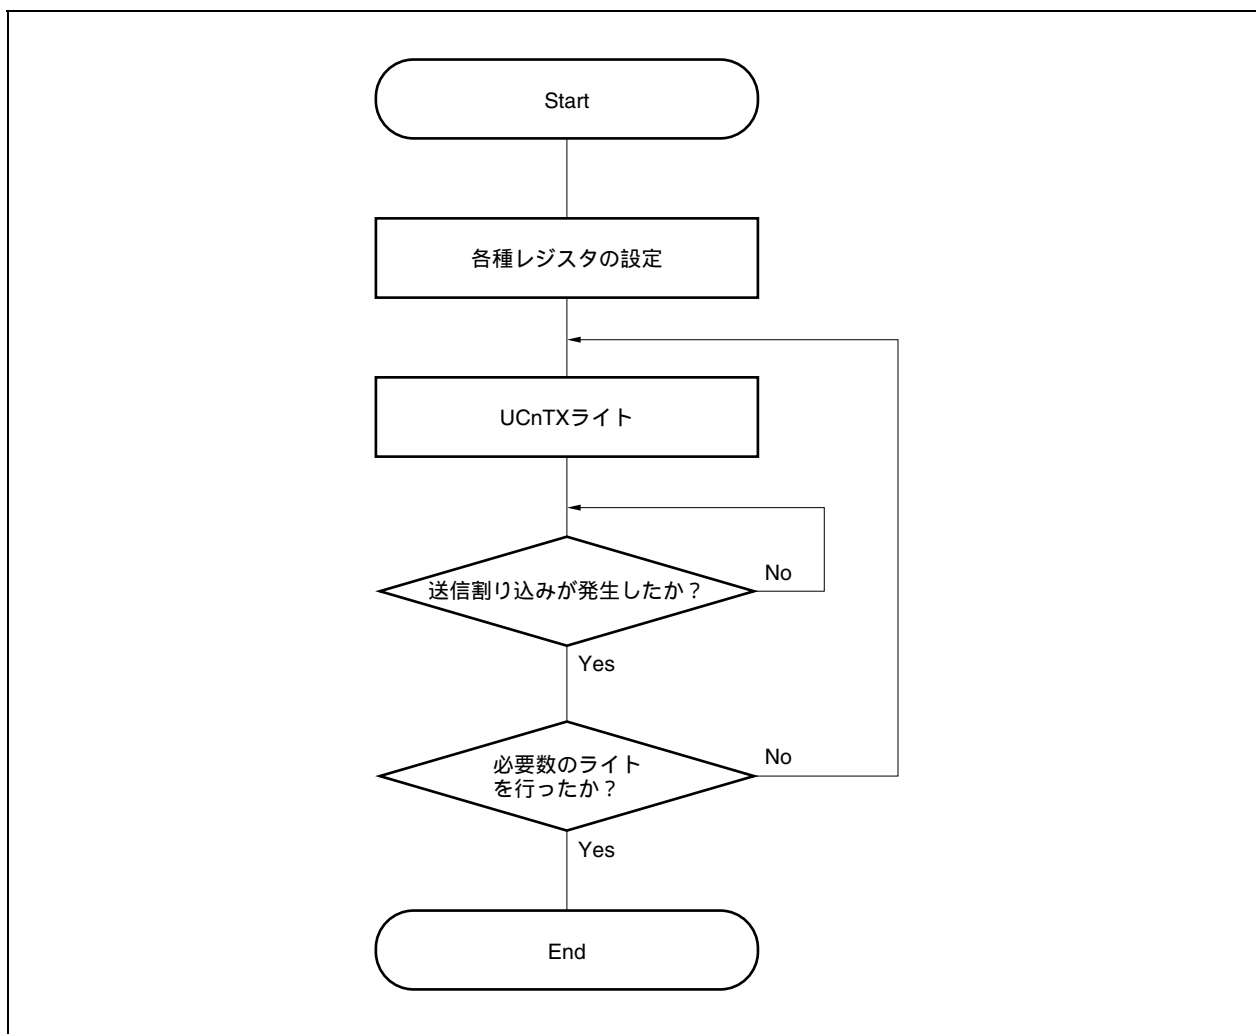 Start
各種レジスタの設定
UCnTXライト
送信割り込みが発生したか？
No
Yes
必要数のライト
を行ったか？
No
Yes
End